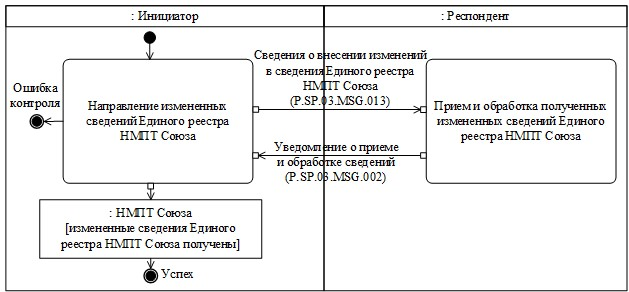 : Инициатор
: Респондент
Сведения о внесении изменений
в сведения Единого реестра
НМПТ Союза
(P.SP.03.MSG.013)
Ошибка
контроля
Направление измененных
сведений Единого реестра
НМПТ Союза
Прием и обработка полученных
измененных сведений Единого
реестра НМПТ Союза
Уведомление о приеме
и обработке сведений
(P.SP.03.MSG.002)
: НМПТ Союза
[измененные сведения Единого
реестра НМПТ Союза получены]
Успех